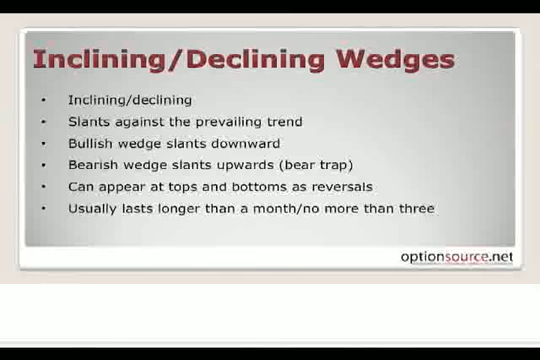 Inclining/Declining Wedges
• Inclining/declining
• Slants against the prevailing trend
• Bullish wedge slants downward
• Bearish wedge slants upwards (bear trap)
• Can appear at tops and bottoms as reversals
• Usually lasts longer than a month/no more than three
optionsource.net